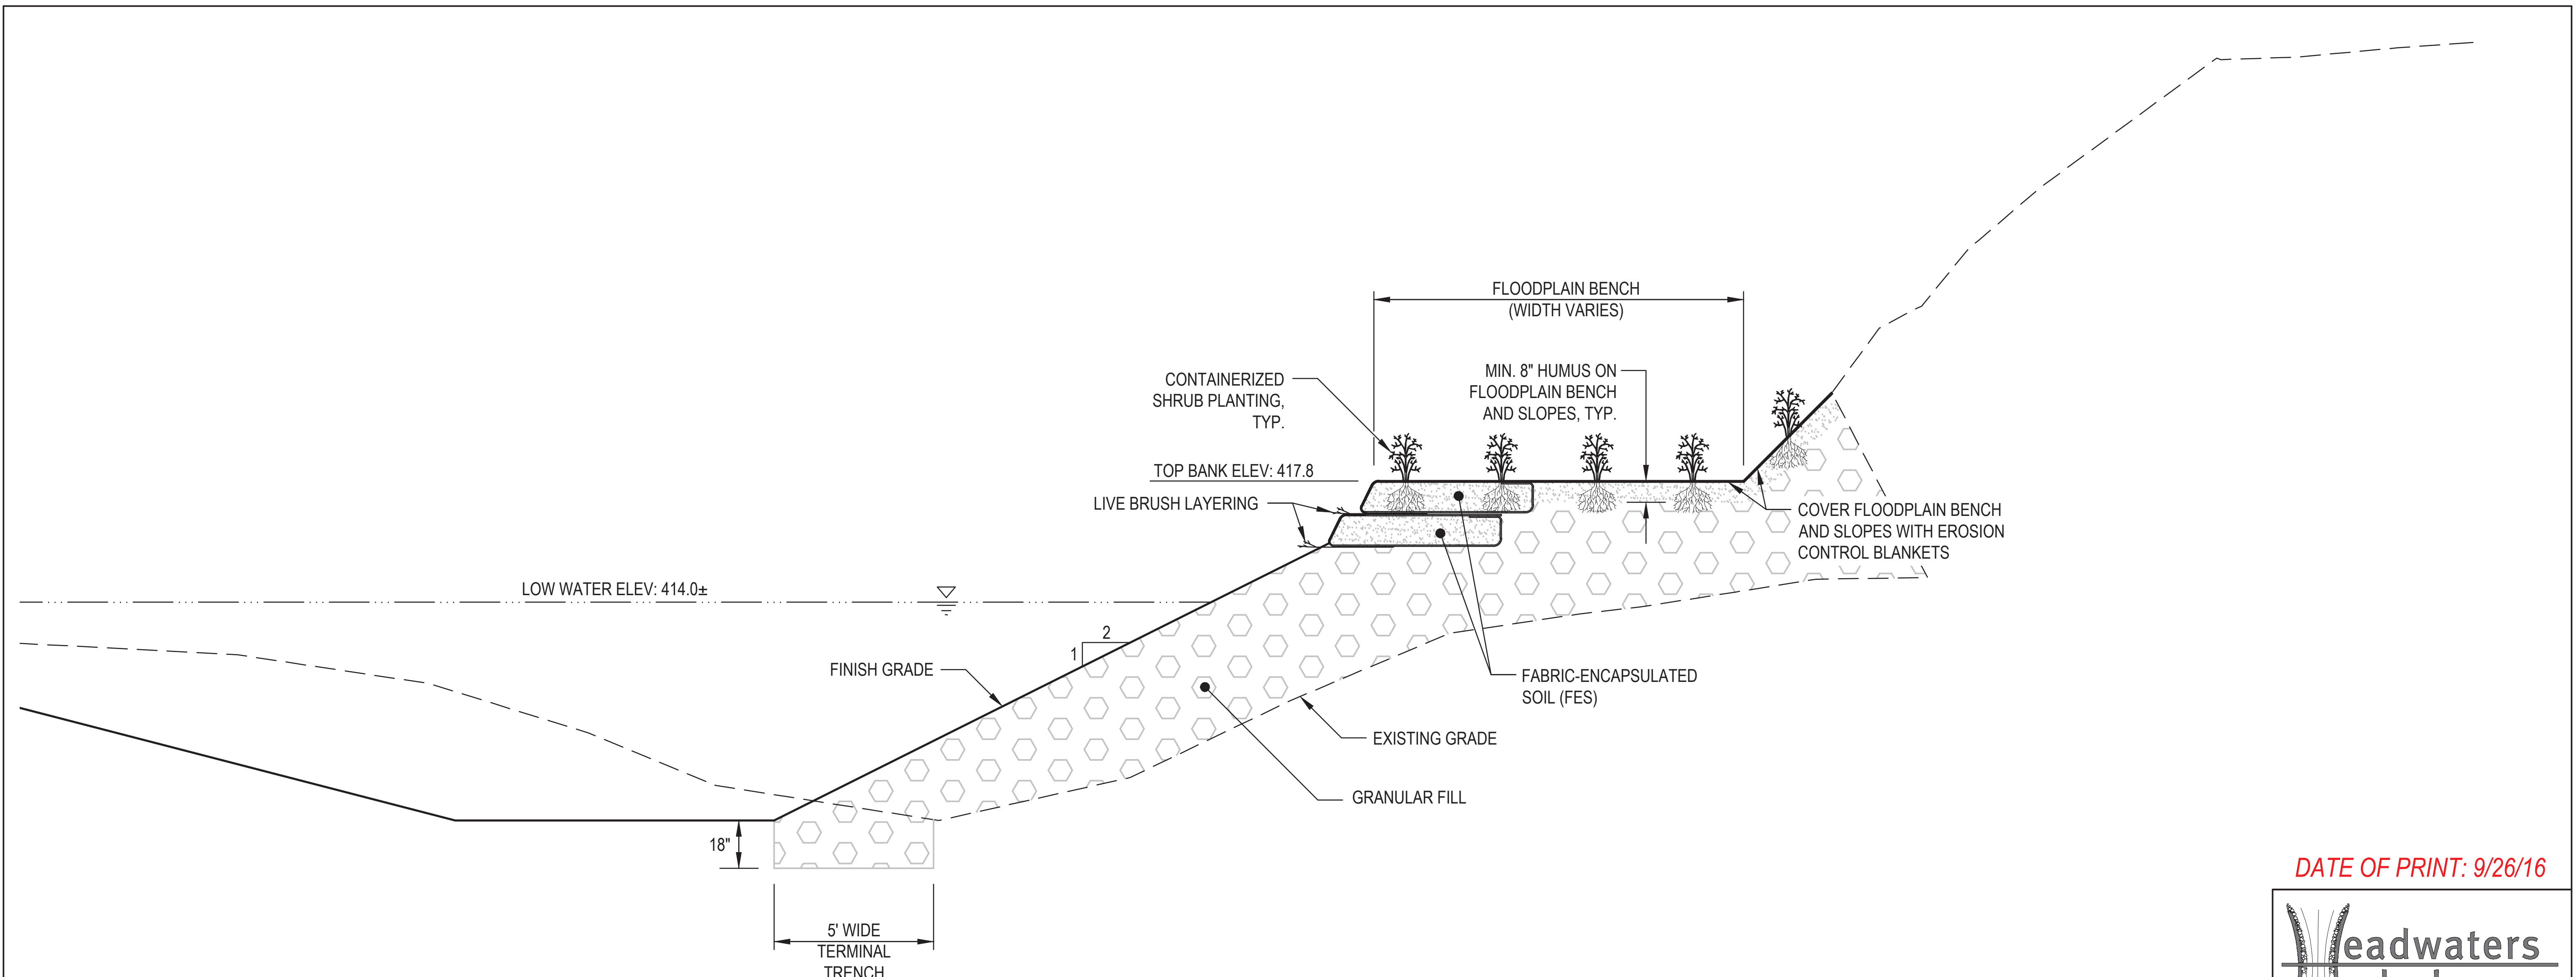 FLOODPLAIN BENCH
(WIDTH VARIES)
CONTAINERIZED
SHRUB PLANTING,
TYP.
MIN. 8" HUMUS ON
FLOODPLAIN BENCH
AND SLOPES, TYP.
TOP BANK ELEV: 417.8
LIVE BRUSH LAYERING
COVER FLOODPLAIN BENCH
AND SLOPES WITH EROSION
CONTROL BLANKETS
LOW WATER ELEV: 414.0±
2
1
FINISH GRADE
FABRIC-ENCAPSULATED
SOIL (FES)
EXISTING GRADE
GRANULAR FILL
18"
5' WIDE
TERMINAL
TRENCH
DATE OF PRINT: 9/26/16
eadwaters